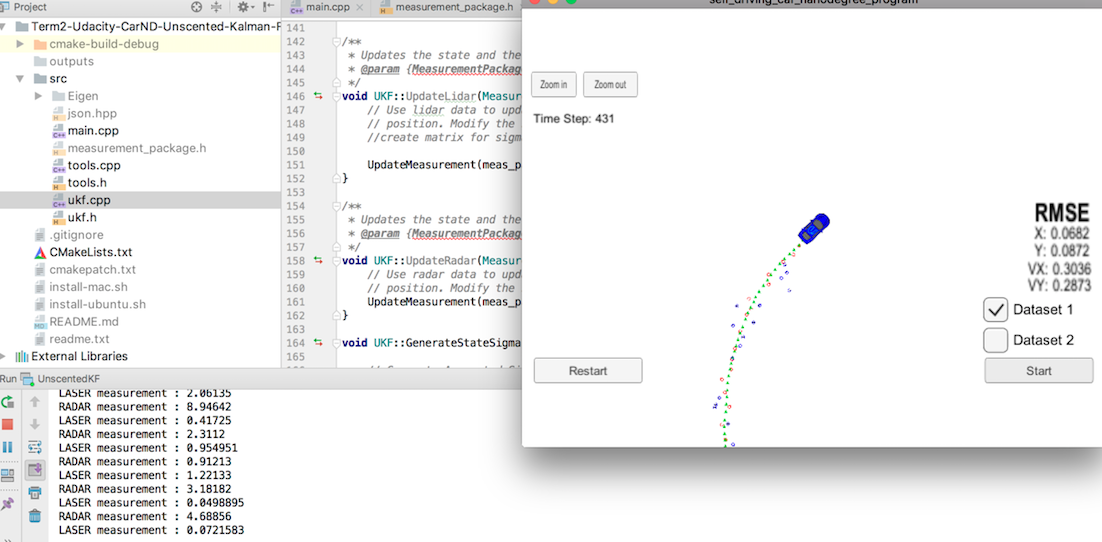 Project
main.cpp
measurement_package.h
self_driving_car_nanodegree_program
Term2-Udacity-CarND-Unscented-Kalman-F
cmake-build-debug
outputs
src
Eigen
json.hpp
main.cpp
measurement_package.h
tools.cpp
tools.h
ukf.cpp
ukf.h
.gitignore
CMakeLists.txt
cmakepatch.txt
install-mac.sh
install-ubuntu.sh
README.md
readme.txt
External Libraries
141
142 /**
143 * Updates the state and the
144 * @param {MeasurementPackag
145 */
146 void UKF::UpdateLidar(Measur
147 // Use lidar data to upd
148 // position. Modify the
149 //create matrix for sigm
150
151 UpdateMeasurement(meas_p
152 }
153
154 /**
155 * Updates the state and the
156 * @param {MeasurementPackag
157 */
158 void UKF::UpdateRadar(Measur
159 // Use radar data to upd
160 // position. Modify the
161 UpdateMeasurement(meas_p
162 }
163
164 void UKF::GenerateStateSigma
165
Zoom in
Zoom out
Time Step: 431
RMSE
X: 0.0682
Y: 0.0872
VX: 0.3036
VY: 0.2873
Dataset 1
Dataset 2
Restart
Start
Run UnscentedKF
LASER measurement : 2.06135
RADAR measurement : 8.94642
LASER measurement : 0.41725
RADAR measurement : 2.3112
LASER measurement : 0.954951
RADAR measurement : 0.91213
LASER measurement : 1.22133
RADAR measurement : 3.18182
LASER measurement : 0.0498895
RADAR measurement : 4.68856
LASER measurement : 0.0721583